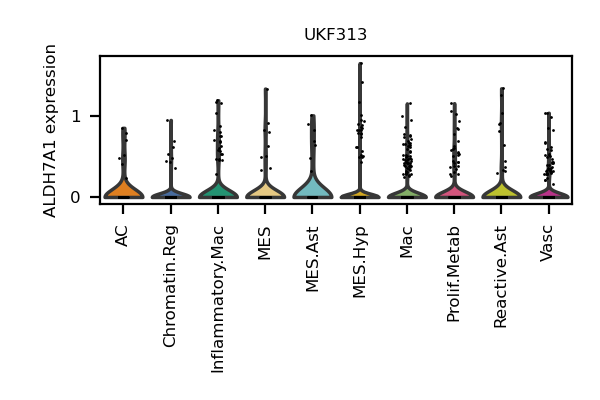 UKF313
ALDH7A1 expression
1
0
AC
Chromatin.Reg
Inflammatory.Mac
MES
MES.Ast
MES.Hyp
Mac
Prolif.Metab
Reactive.Ast
Vasc